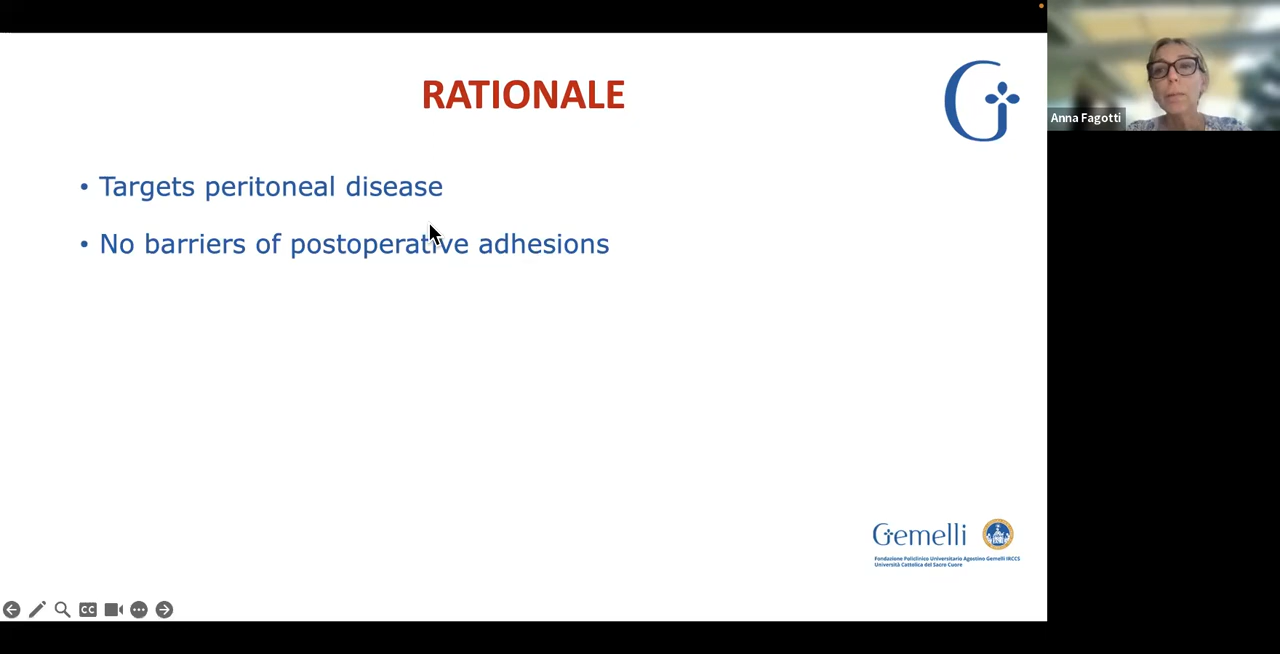 RATIONALE
Anna Fagotti
• Targets peritoneal disease
• No barriers of postoperative adhesions
Gemelli
Fondazione Policlinico Universitario Agostino Gemelli IRCCS
Università Cattolica del Sacro Cuore
CC